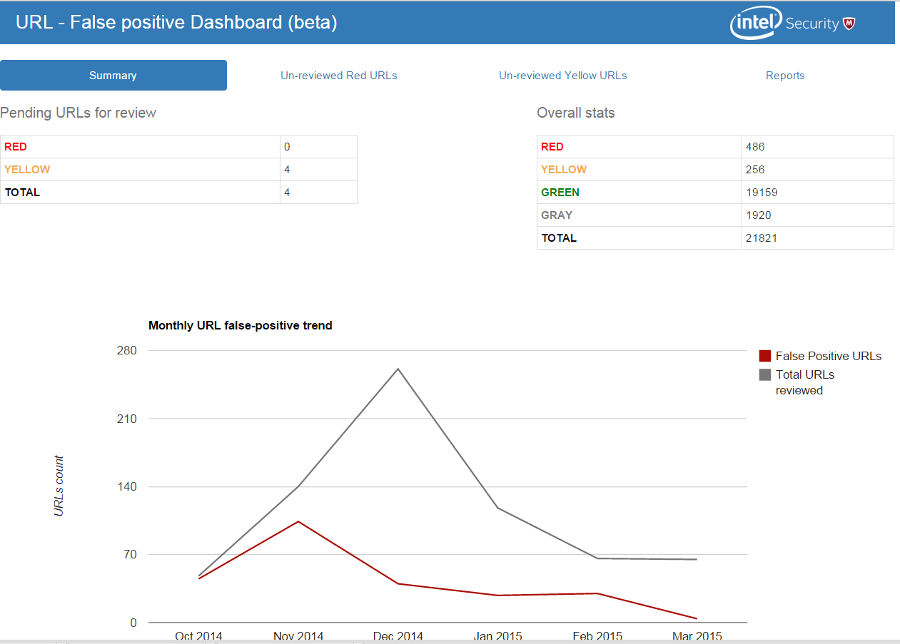 URL - False positive Dashboard (beta)
intel Security M
Summary Un-reviewed Red URLs Un-reviewed Yellow URLs Reports
Pending URLs for review
RED 0
YELLOW 4
TOTAL 4
Overall stats
RED 486
YELLOW 256
GREEN 19159
GRAY 1920
TOTAL 21821
Monthly URL false-positive trend
280
210
140
70
0
URLs count
Oct 2014 Nov 2014 Dec 2014 Jan 2015 Feb 2015 Mar 2015
False Positive URLs
Total URLs
reviewed